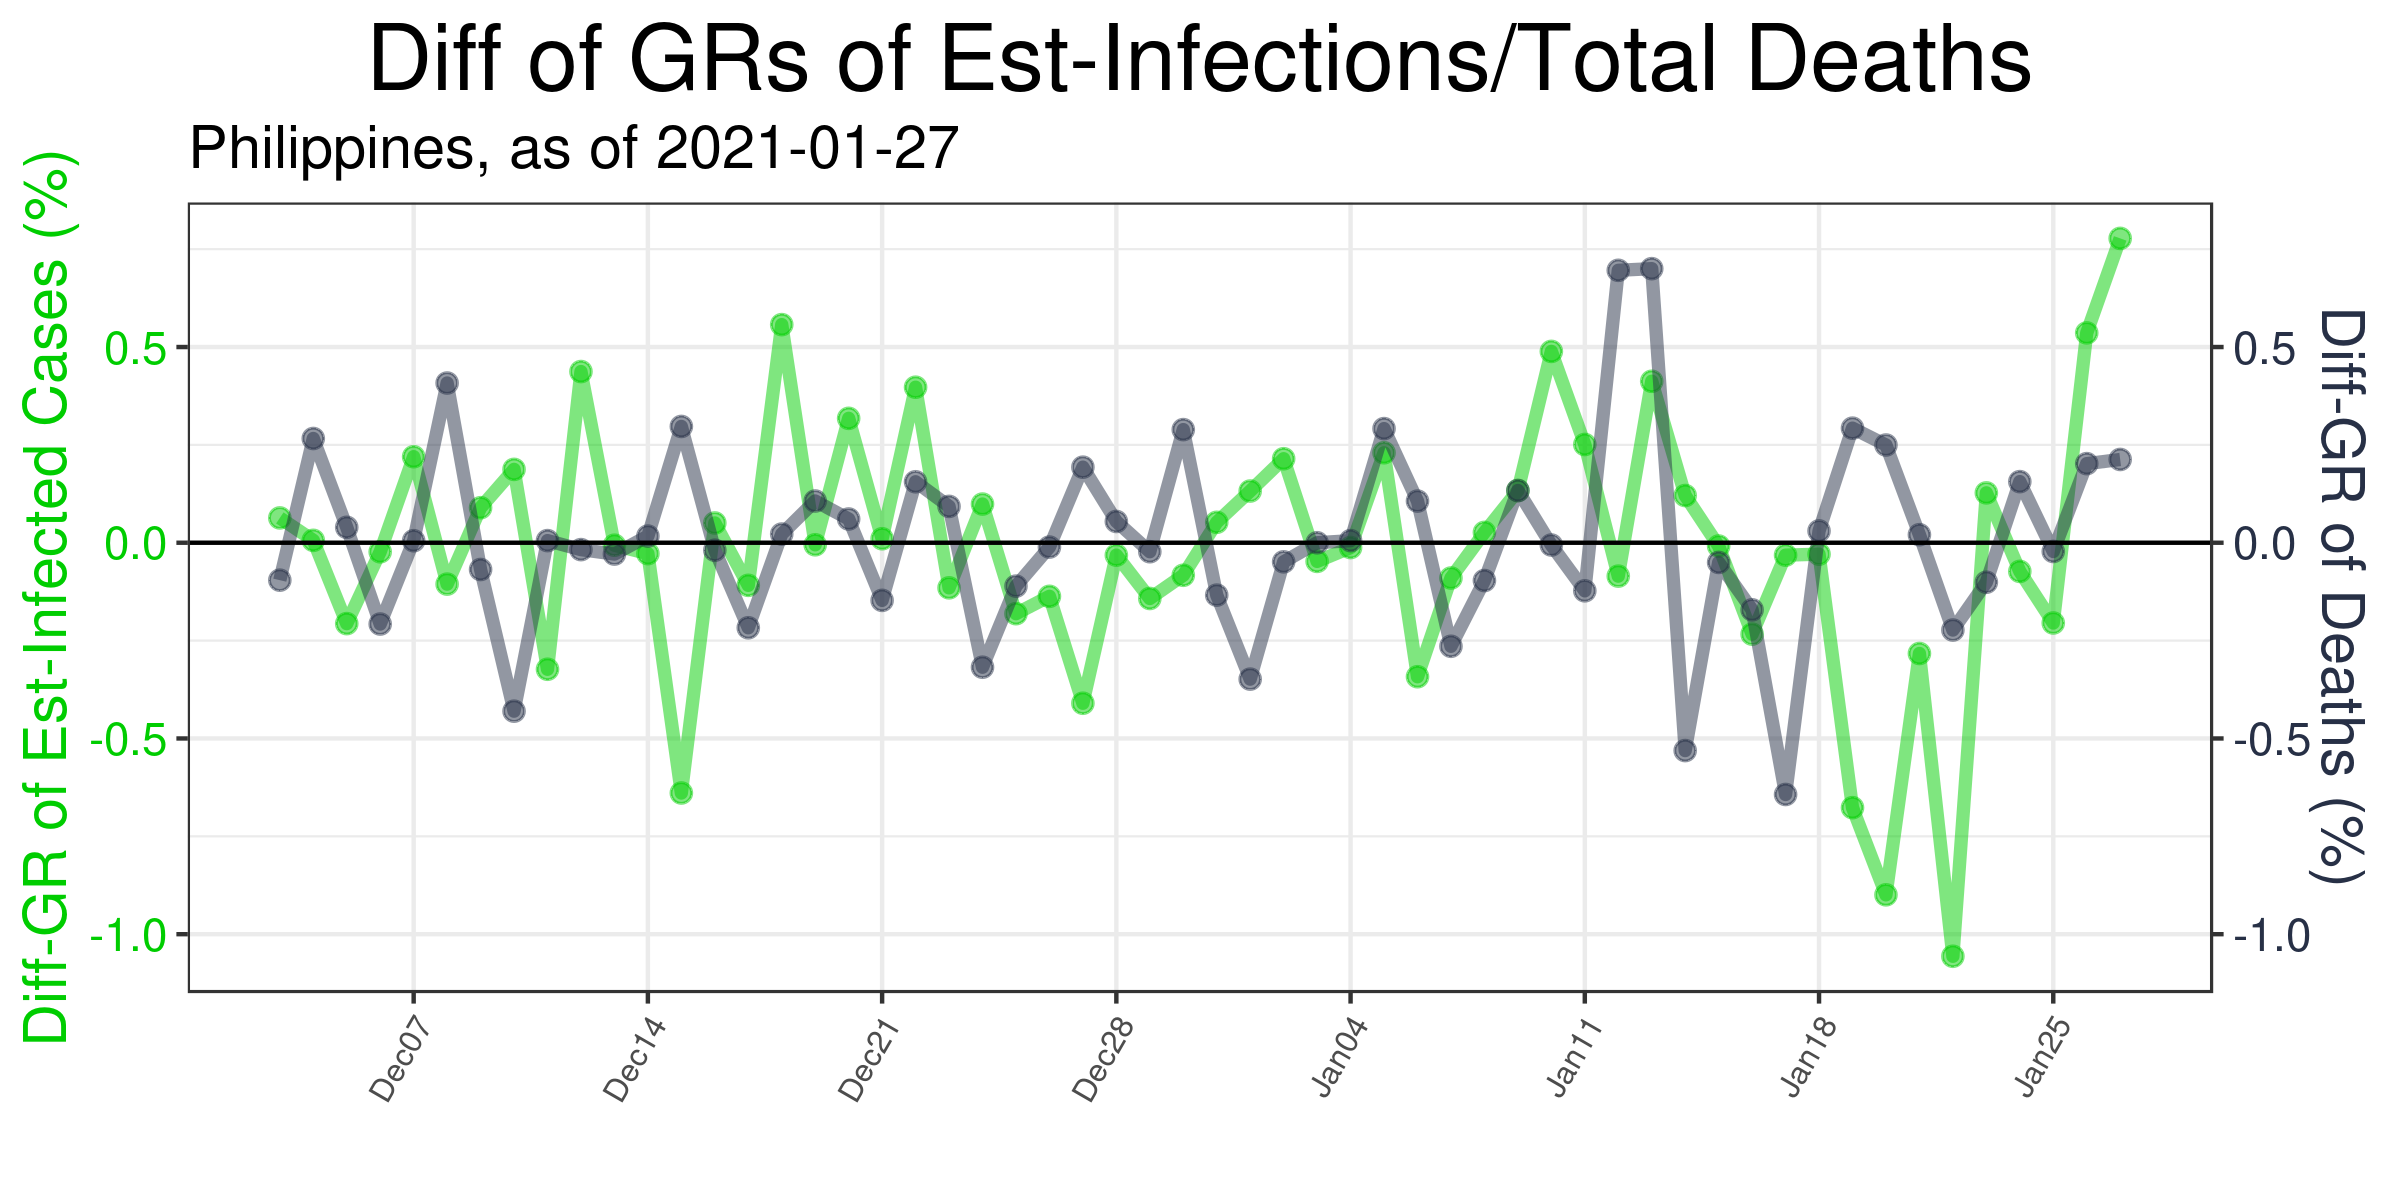 Diff of GRs of Est-Infections/Total Deaths
Philippines, as of 2021-01-27
Diff-GR of Est-Infected Cases (%)
0.5
0.0
-0.5
-1.0
0.5
0.0
-0.5
-1.0
Diff-GR of Deaths (%)
Dec07
Dec14
Dec21
Dec28
Jan04
Jan11
Jan18
Jan25